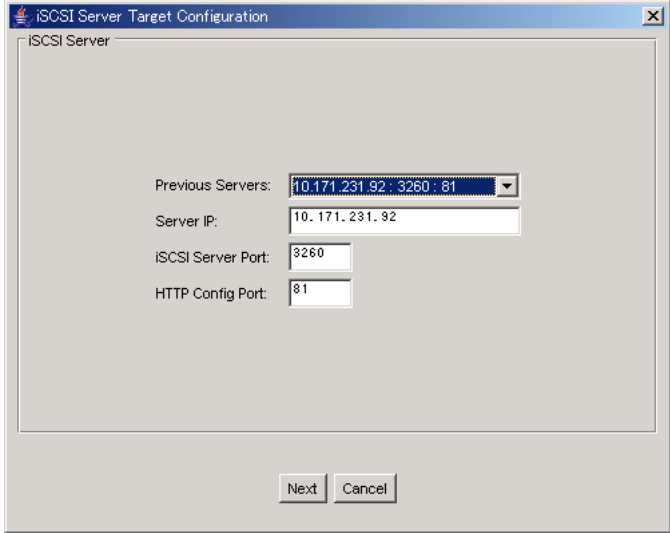 iSCSI Server Target Configuration
iSCSI Server
Previous Servers: 10.171.231.92 : 3260 : 81
Server IP: 10.171.231.92
iSCSI Server Port: 3260
HTTP Config Port: 81
Next Cancel